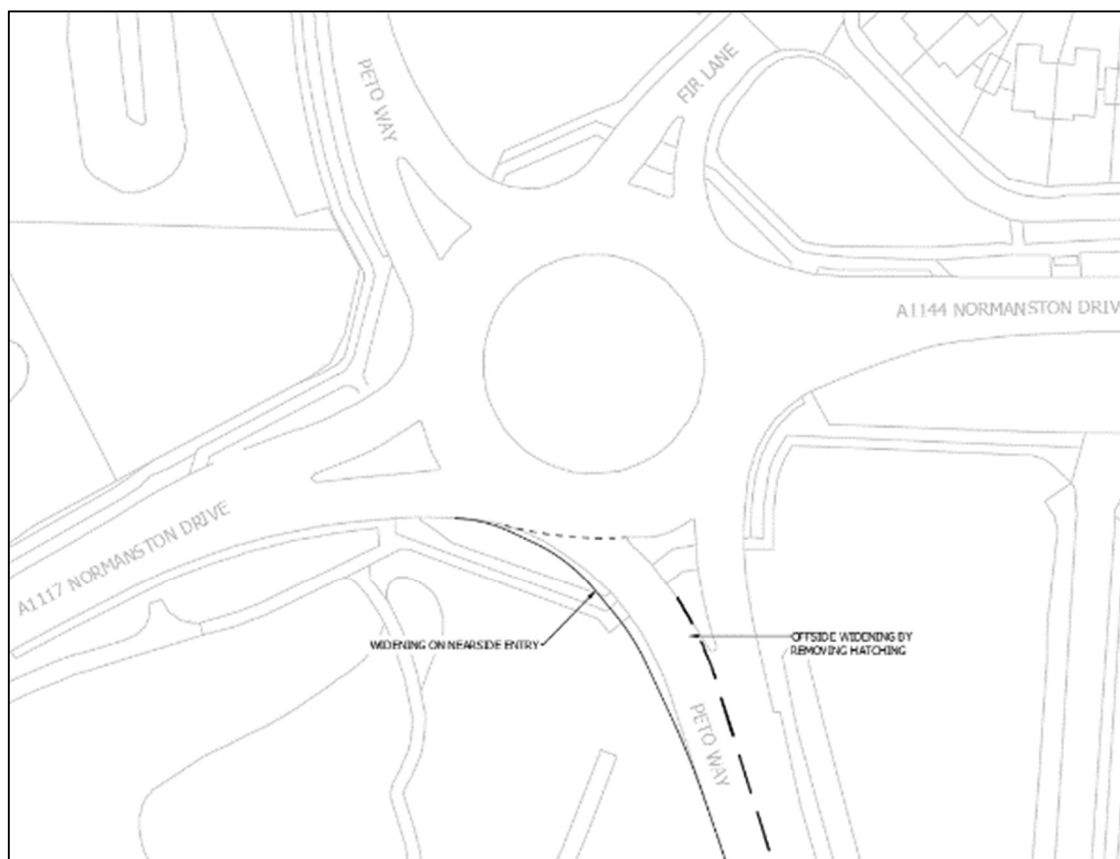 PETO WAY
FIR LANE
A1144 NORMANSTON DRIV
A1117 NORMANSTON DRIVE
WIDENING ON NEARSIDE ENTRY
OFFSIDE WIDENING BY
REMOVING HATCHING
PETO WAY